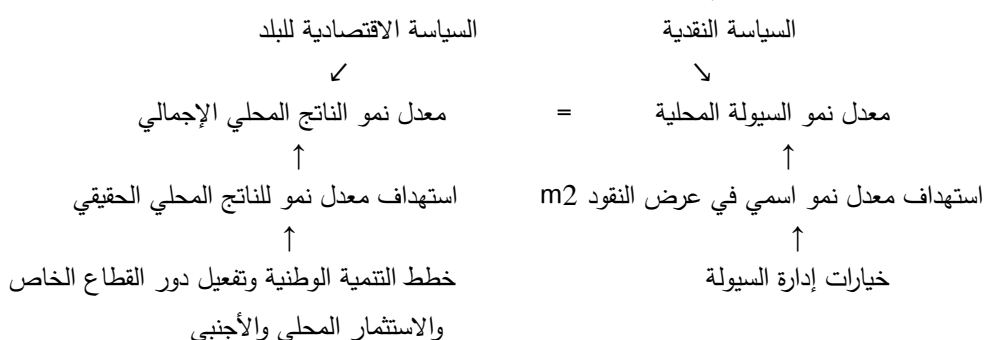 السياسة النقدية السياسة الاقتصادية للبلد
↘ ↙
معدل نمو السيولة المحلية = معدل نمو الناتج المحلي الإجمالي
↑ ↑
استهداف معدل نمو اسمي في عرض النقود m2 استهداف معدل نمو للناتج المحلي الحقيقي
↑ ↑
خيارات إدارة السيولة خطط التنمية الوطنية وتفعيل دور القطاع الخاص
والاستثمار المحلي والأجنبي